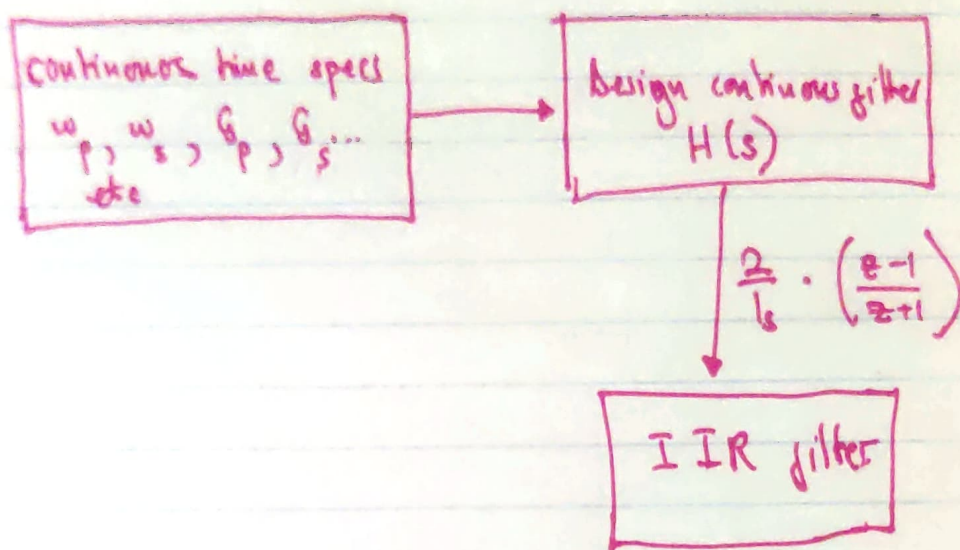 continuous time specs
ωp, ωs, Gp, Gs...
etc
Design continuous filter
H(s)
2/Ts · (z-1/z+1)
IIR filter